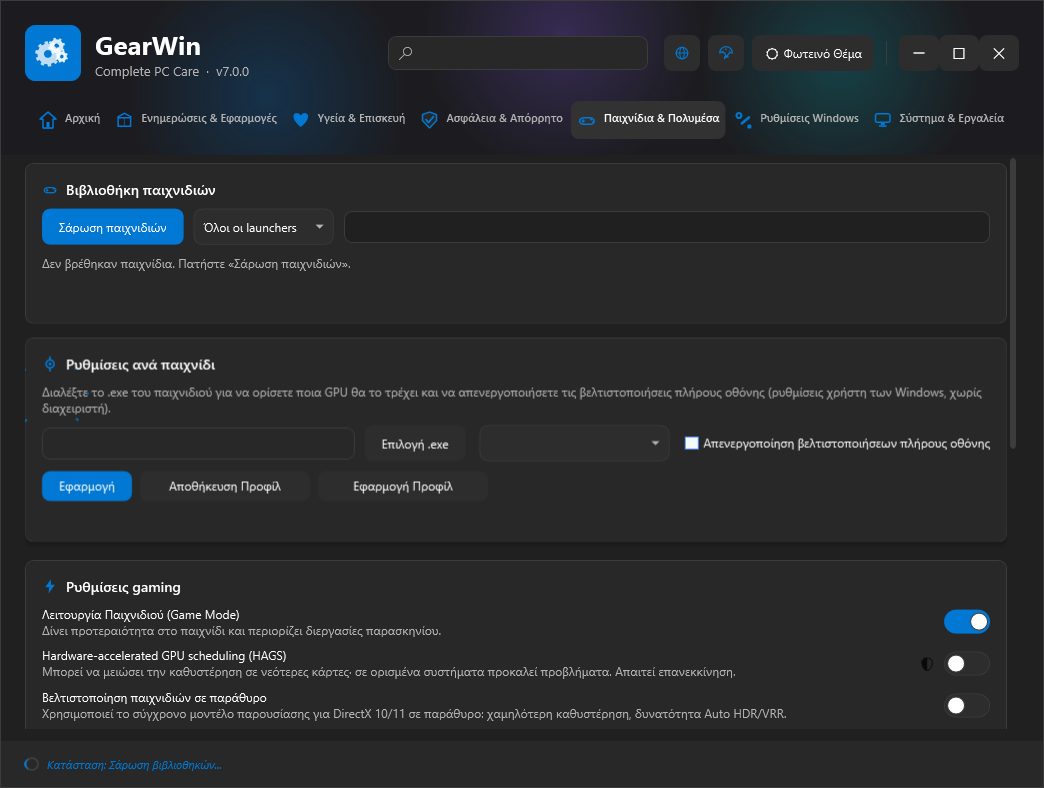 GearWin
Complete PC Care · v7.0.0
Φωτεινό Θέμα
Αρχική
Ενημερώσεις & Εφαρμογές
Υγεία & Επισκευή
Ασφάλεια & Απόρρητο
Παιχνίδια & Πολυμέσα
Ρυθμίσεις Windows
Σύστημα & Εργαλεία
Βιβλιοθήκη παιχνιδιών
Σάρωση παιχνιδιών
Όλοι οι launchers
Δεν βρέθηκαν παιχνίδια. Πατήστε «Σάρωση παιχνιδιών».
Ρυθμίσεις ανά παιχνίδι
Διαλέξτε το .exe του παιχνιδιού για να ορίσετε ποια GPU θα το τρέχει και να απενεργοποιήσετε τις βελτιστοποιήσεις πλήρους οθόνης (ρυθμίσεις χρήστη των Windows, χωρίς
διαχειριστή).
Επιλογή .exe
Απενεργοποίηση βελτιστοποιήσεων πλήρους οθόνης
Εφαρμογή
Αποθήκευση Προφίλ
Εφαρμογή Προφίλ
Ρυθμίσεις gaming
Λειτουργία Παιχνιδιού (Game Mode)
Δίνει προτεραιότητα στο παιχνίδι και περιορίζει διεργασίες παρασκηνίου.
Hardware-accelerated GPU scheduling (HAGS)
Μπορεί να μειώσει την καθυστέρηση σε νεότερες κάρτες· σε ορισμένα συστήματα προκαλεί προβλήματα. Απαιτεί επανεκκίνηση.
Βελτιστοποίηση παιχνιδιών σε παράθυρο
Χρησιμοποιεί το σύγχρονο μοντέλο παρουσίασης για DirectX 10/11 σε παράθυρο: χαμηλότερη καθυστέρηση, δυνατότητα Auto HDR/VRR.
Κατάσταση: Σάρωση βιβλιοθηκών...